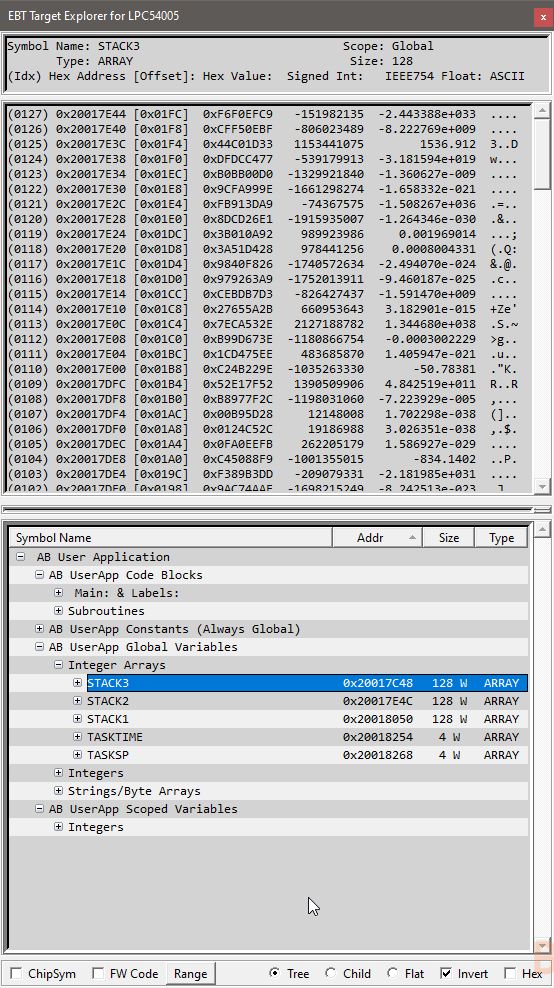 EBT Target Explorer for LPC54005
Symbol Name: STACK3 Scope: Global
Type: ARRAY Size: 128
(Idx) Hex Address [Offset]: Hex Value: Signed Int: IEEE754 Float: ASCII
(0127) 0x20017E44 [0x01FC] 0xF6F0EFC9 -151982135 -2.443388e+033 ....
(0126) 0x20017E40 [0x01F8] 0xCFF50EBF -806023489 -8.222769e+009 ....
(0125) 0x20017E3C [0x01F4] 0x44C01D33 1153441075 1536.912 3..D
(0124) 0x20017E38 [0x01F0] 0xDFDCC477 -539179913 -3.181594e+019 w...
(0123) 0x20017E34 [0x01EC] 0xB0BB00D0 -1329921840 -1.360627e-009 ....
(0122) 0x20017E30 [0x01E8] 0x9CFA999E -1661298274 -1.658332e-021 ....
(0121) 0x20017E2C [0x01E4] 0xFB913DA9 -74367575 -1.508267e+036 .=..
(0120) 0x20017E28 [0x01E0] 0x8DCD26E1 -1915935007 -1.264346e-030 .&..
(0119) 0x20017E24 [0x01DC] 0x3B010A92 989923986 0.001969014 ...;
(0118) 0x20017E20 [0x01D8] 0x3A51D428 978441256 0.0008004331 (.Q:
(0117) 0x20017E1C [0x01D4] 0x9840F826 -1740572634 -2.494070e-024 &.@.
(0116) 0x20017E18 [0x01D0] 0x979263A9 -1752013911 -9.460187e-025 .c..
(0115) 0x20017E14 [0x01CC] 0xCEBDB7D3 -826427437 -1.591470e+009 ....
(0114) 0x20017E10 [0x01C8] 0x27655A2B 660953643 3.182901e-015 +Ze'
(0113) 0x20017E0C [0x01C4] 0x7ECA532E 2127188782 1.344680e+038 .S.~
(0112) 0x20017E08 [0x01C0] 0xB99D673E -1180866754 -0.0003002229 >g..
(0111) 0x20017E04 [0x01BC] 0x1CD475EE 483685870 1.405947e-021 .u..
(0110) 0x20017E00 [0x01B8] 0xC24B229E -1035263330 -50.78381 ."K.
(0109) 0x20017DFC [0x01B4] 0x52E17F52 1390509906 4.842519e+011 R..R
(0108) 0x20017DF8 [0x01B0] 0xB8977F2C -1198031060 -7.223929e-005 ,...
(0107) 0x20017DF4 [0x01AC] 0x00B95D28 12148008 1.702298e-038 (]..
(0106) 0x20017DF0 [0x01A8] 0x0124C52C 19186988 3.026351e-038 ,.$.
(0105) 0x20017DEC [0x01A4] 0x0FA0EEFB 262205179 1.586927e-029 ....
(0104) 0x20017DE8 [0x01A0] 0xC45088F9 -1001355015 -834.1402 ..P.
(0103) 0x20017DE4 [0x019C] 0xF389B3DD -209079331 -2.181985e+031 ....
(0102) 0x20017DE0 [0x0198] 0x9AC74AAF -1698215249 -8.242513e-023 .J..
Symbol Name Addr Size Type
AB User Application
AB UserApp Code Blocks
Main: & Labels:
Subroutines
AB UserApp Constants (Always Global)
AB UserApp Global Variables
Integer Arrays
STACK3 0x20017C48 128 W ARRAY
STACK2 0x20017E4C 128 W ARRAY
STACK1 0x20018050 128 W ARRAY
TASKTIME 0x20018254 4 W ARRAY
TASKSP 0x20018268 4 W ARRAY
Integers
Strings/Byte Arrays
AB UserApp Scoped Variables
Integers
ChipSym FW Code Range Tree Child Flat Invert Hex